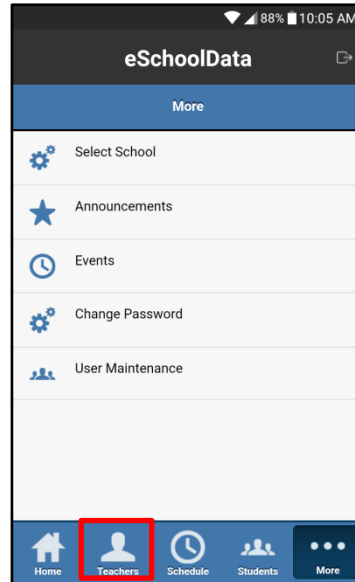 88% 10:05 AM
eSchoolData
More
Select School
Announcements
Events
Change Password
User Maintenance
Home Teachers Schedule Students More